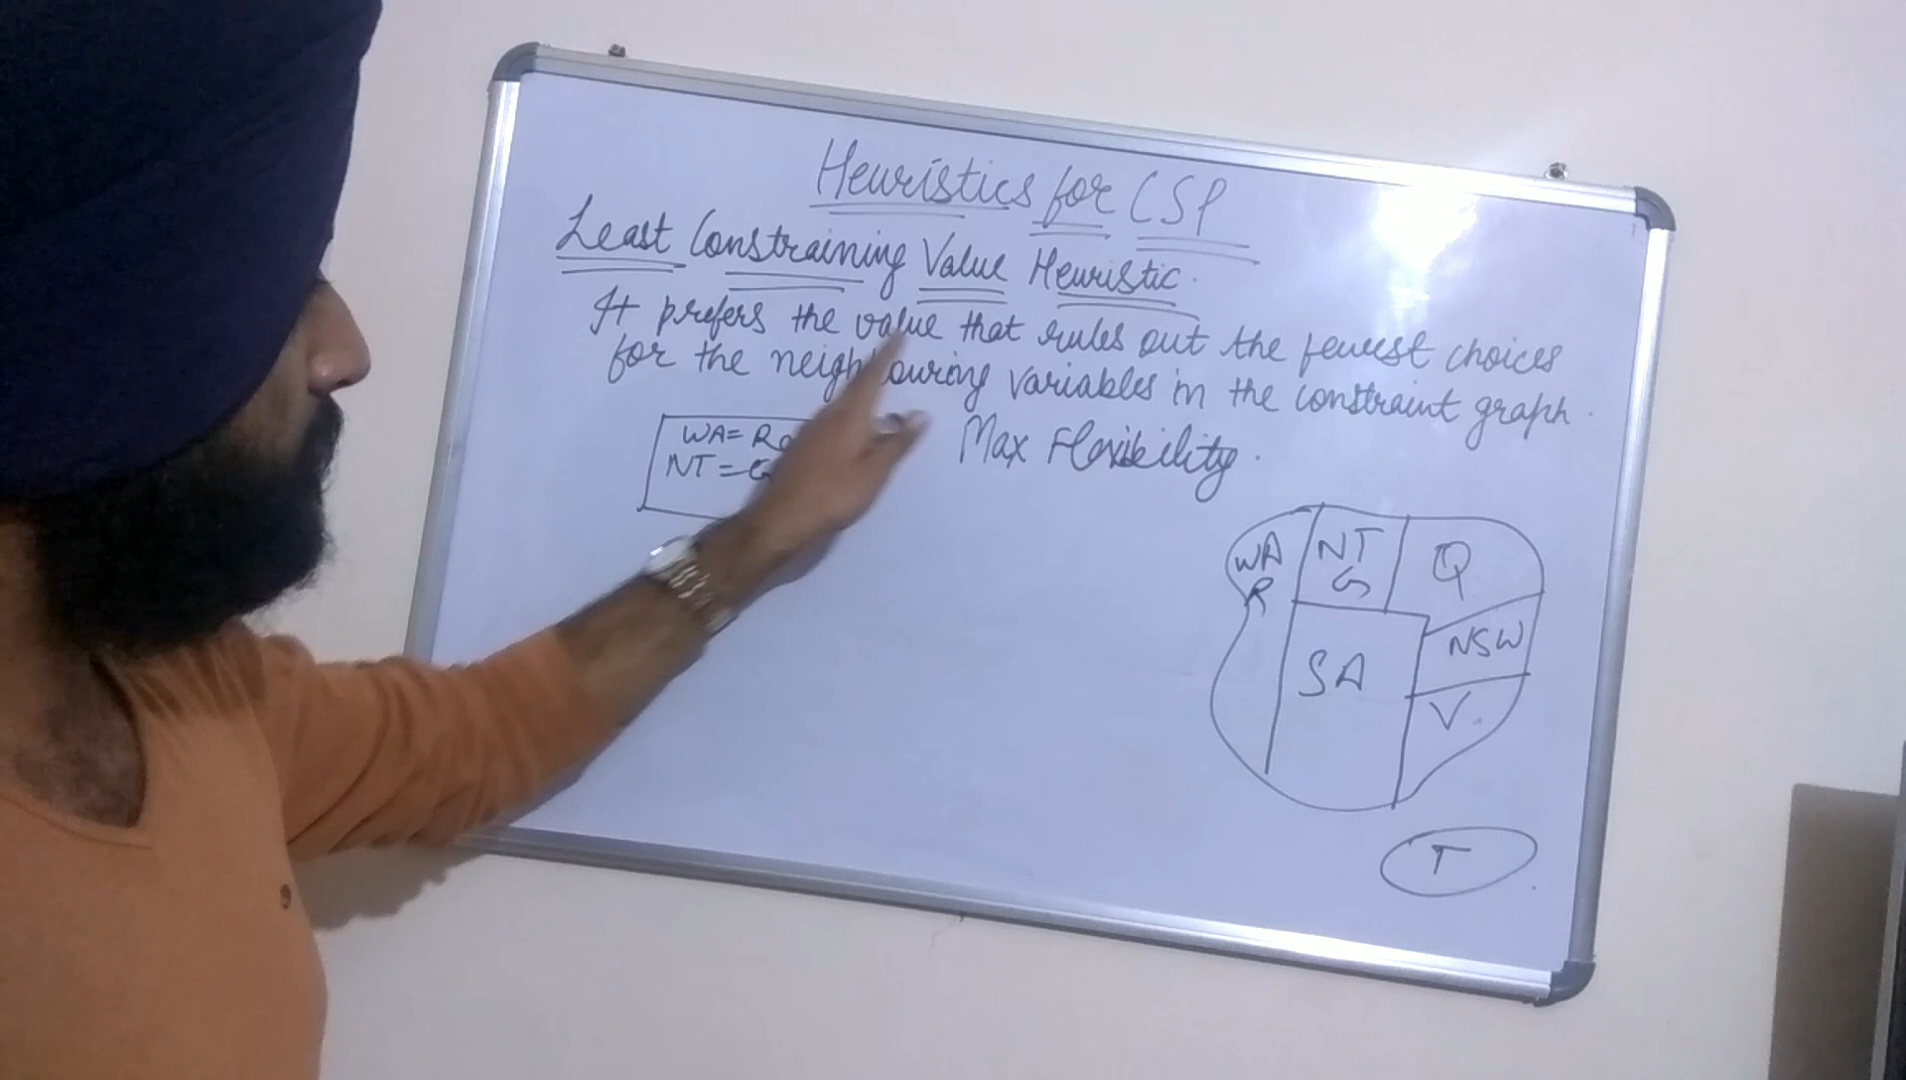 Heuristics for CSP
Least Constraining Value Heuristic.
It prefers the value that rules out the fewest choices
for the neighbouring variables in the constraint graph.
WA=R
NT=G
Max Flexibility.
WA
R
NT
G
Q
SA
NSW
V.
T